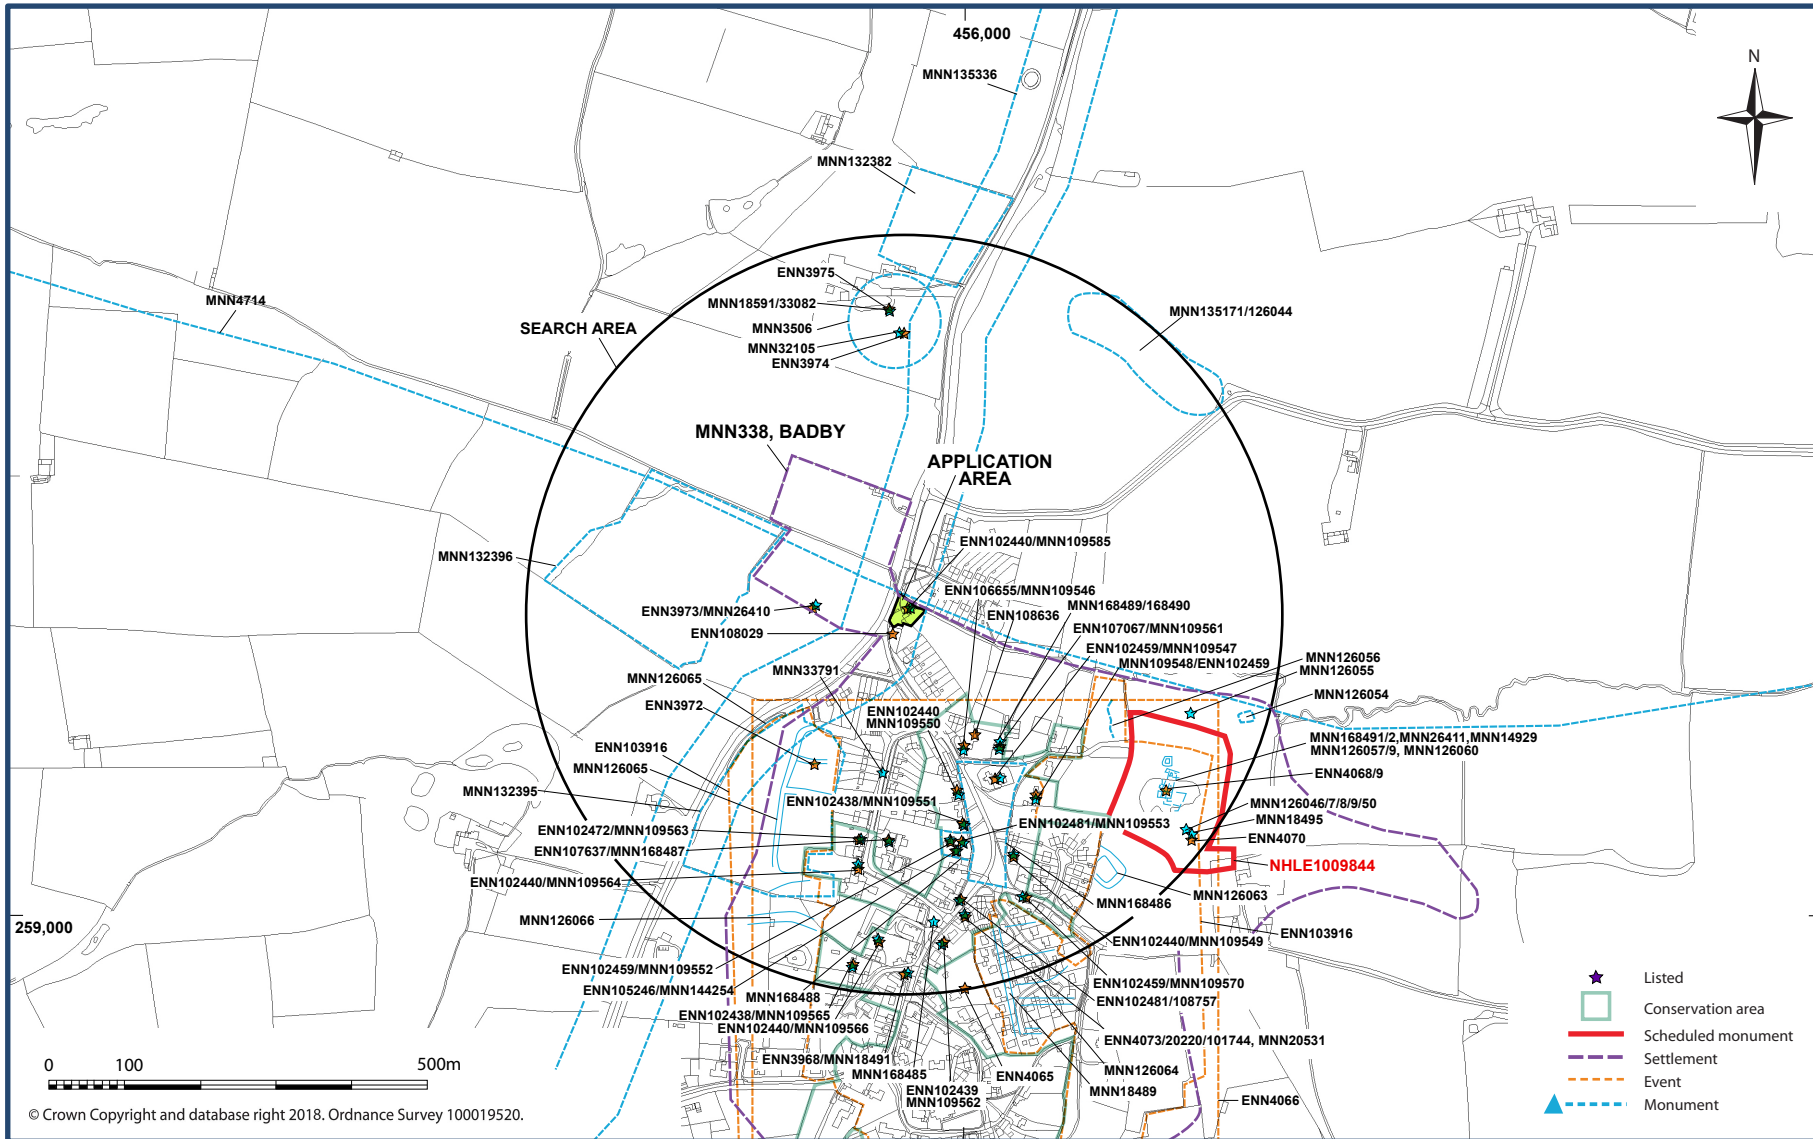 456,000
N
MNN135336
MNN132382
ENN3975
MNN4714
MNN18591/33082
MNN135171/126044
SEARCH AREA
MNN3506
MNN32105
ENN3974
MNN338, BADBY
APPLICATION
AREA
ENN102440/MNN109585
MNN132396
ENN106655/MNN109546
MNN168489/168490
ENN3973/MNN26410
ENN108636
ENN107067/MNN109561
ENN108029
ENN102459/MNN109547
MNN109548/ENN102459
MNN126056
MNN126055
MNN33791
MNN126065
MNN126054
ENN3972
ENN102440
MNN109550
MNN168491/2,MNN26411,MNN14929
MNN126057/9, MNN126060
ENN103916
MNN126065
ENN4068/9
MNN132395
ENN102438/MNN109551
MNN126046/7/8/9/50
MNN18495
ENN102472/MNN109563
ENN102481/MNN109553
ENN4070
ENN107637/MNN168487
NHLE1009844
ENN102440/MNN109564
MNN126063
MNN168486
MNN126066
259,000
ENN103916
ENN102440/MNN109549
ENN102459/MNN109552
ENN105246/MNN144254
ENN102459/MNN109570
MNN168488
ENN102481/108757
ENN102438/MNN109565
ENN102440/MNN109566
ENN4073/20220/101744, MNN20531
ENN3968/MNN18491
MNN168485
ENN4065
MNN126064
ENN102439
MNN109562
MNN18489
ENN4066
Listed
Conservation area
Scheduled monument
Settlement
Event
Monument
0 100 500m
© Crown Copyright and database right 2018. Ordnance Survey 100019520.